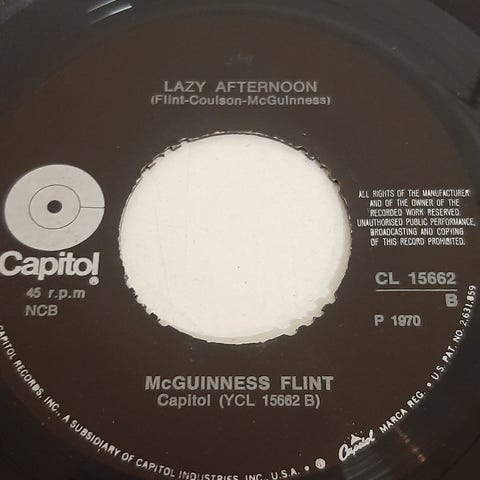 LAZY AFTERNOON
(Flint-Coulson-McGuinness)
ALL RIGHTS OF THE MANUFACTURER
AND OF THE OWNER OF THE
RECORDED WORK RESERVED.
UNAUTHORISED PUBLIC PERFORMANCE,
BROADCASTING AND COPYING
OF THIS RECORD PROHIBITED.
Capitol®
45 r.p.m
NCB
CL 15662
B
P 1970
McGUINNESS FLINT
Capitol (YCL 15662 B)
CAPITOL RECORDS, INC., A SUBSIDIARY OF CAPITOL INDUSTRIES INC., U.S.A. • ® Capitol MARCA REG. • U.S. PAT. NO. 2,631,859